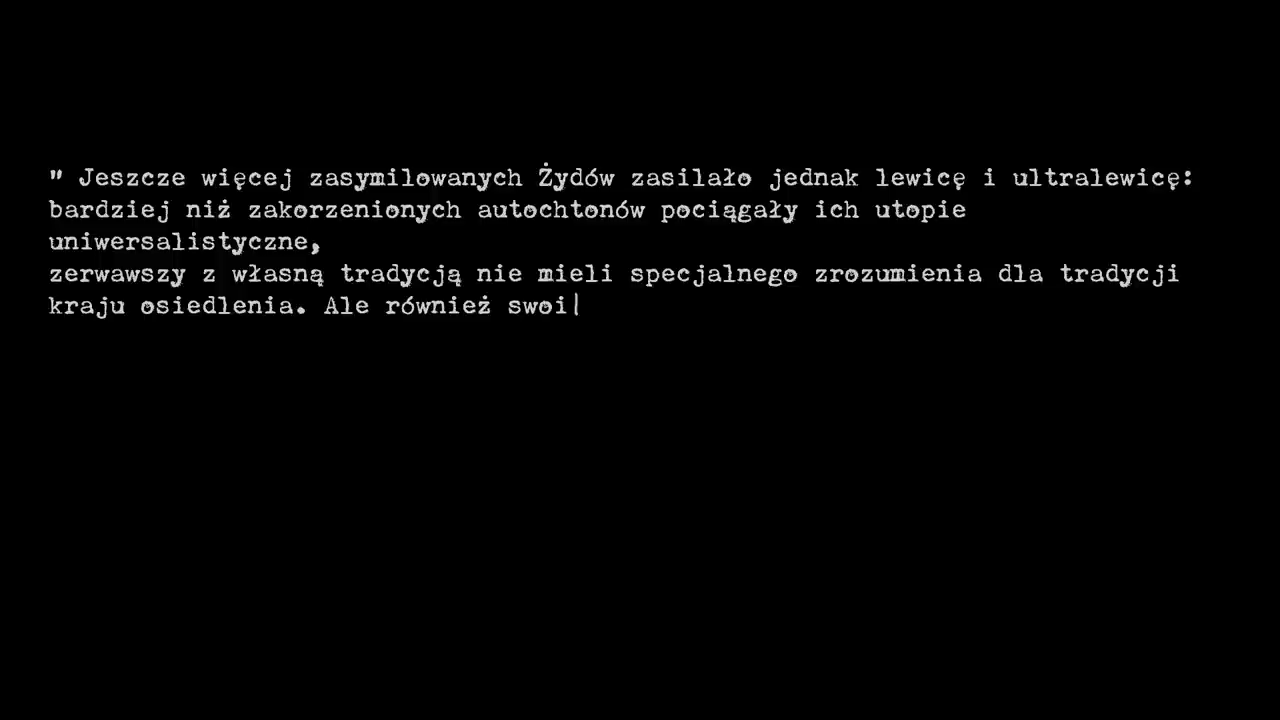 " Jeszcze więcej zasymilowanych Żydów zasilało jednak lewicę i ultralewicę:
bardziej niż zakorzenionych autochtonów pociągały ich utopie
uniwersalistyczne,
zerwawszy z własną tradycją nie mieli specjalnego zrozumienia dla tradycji
kraju osiedlenia. Ale również swoi